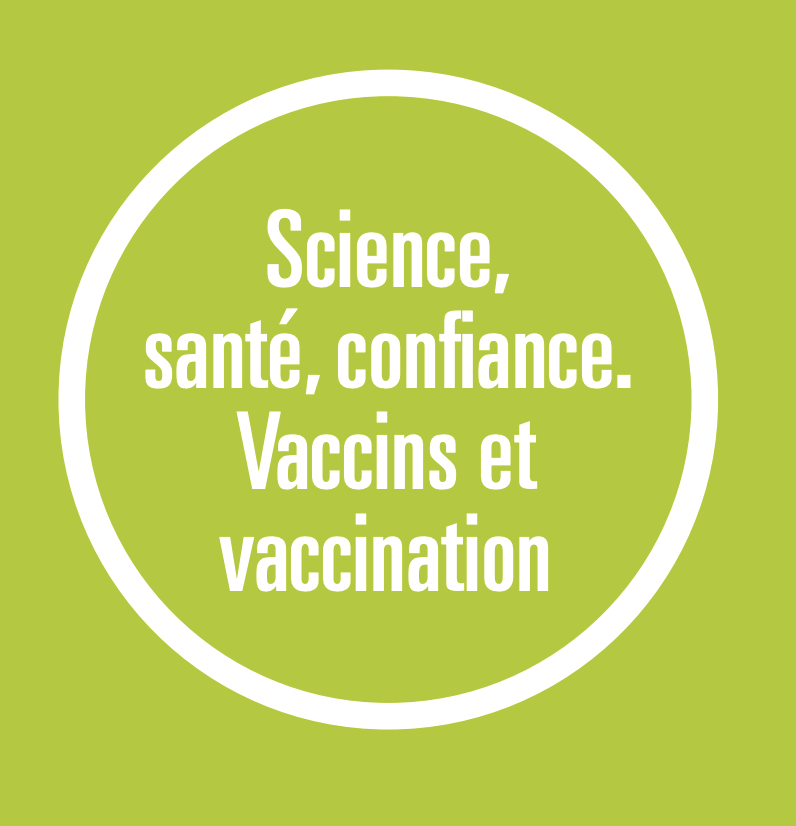 Science,
santé, confiance.
Vaccins et
vaccination